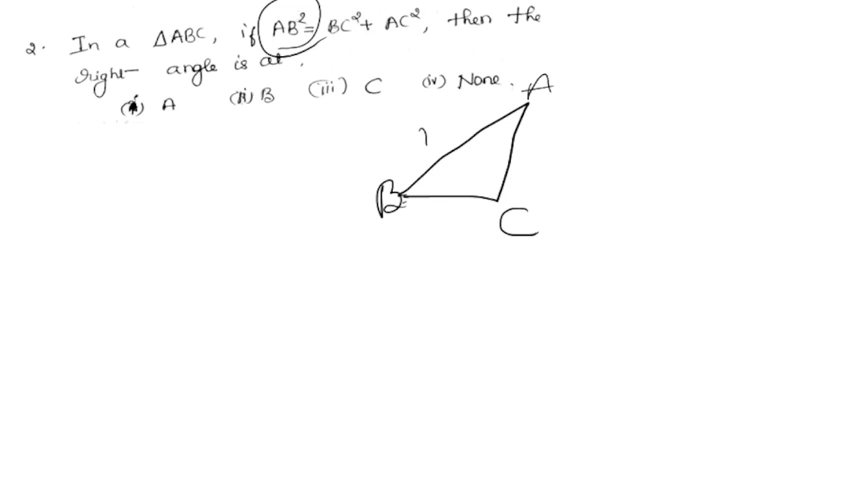 2. In a ΔABC, if AB²= BC²+ AC², then the
right- angle is at.
(i) A (ii) B (iii) C (iv) None.
A
B
C